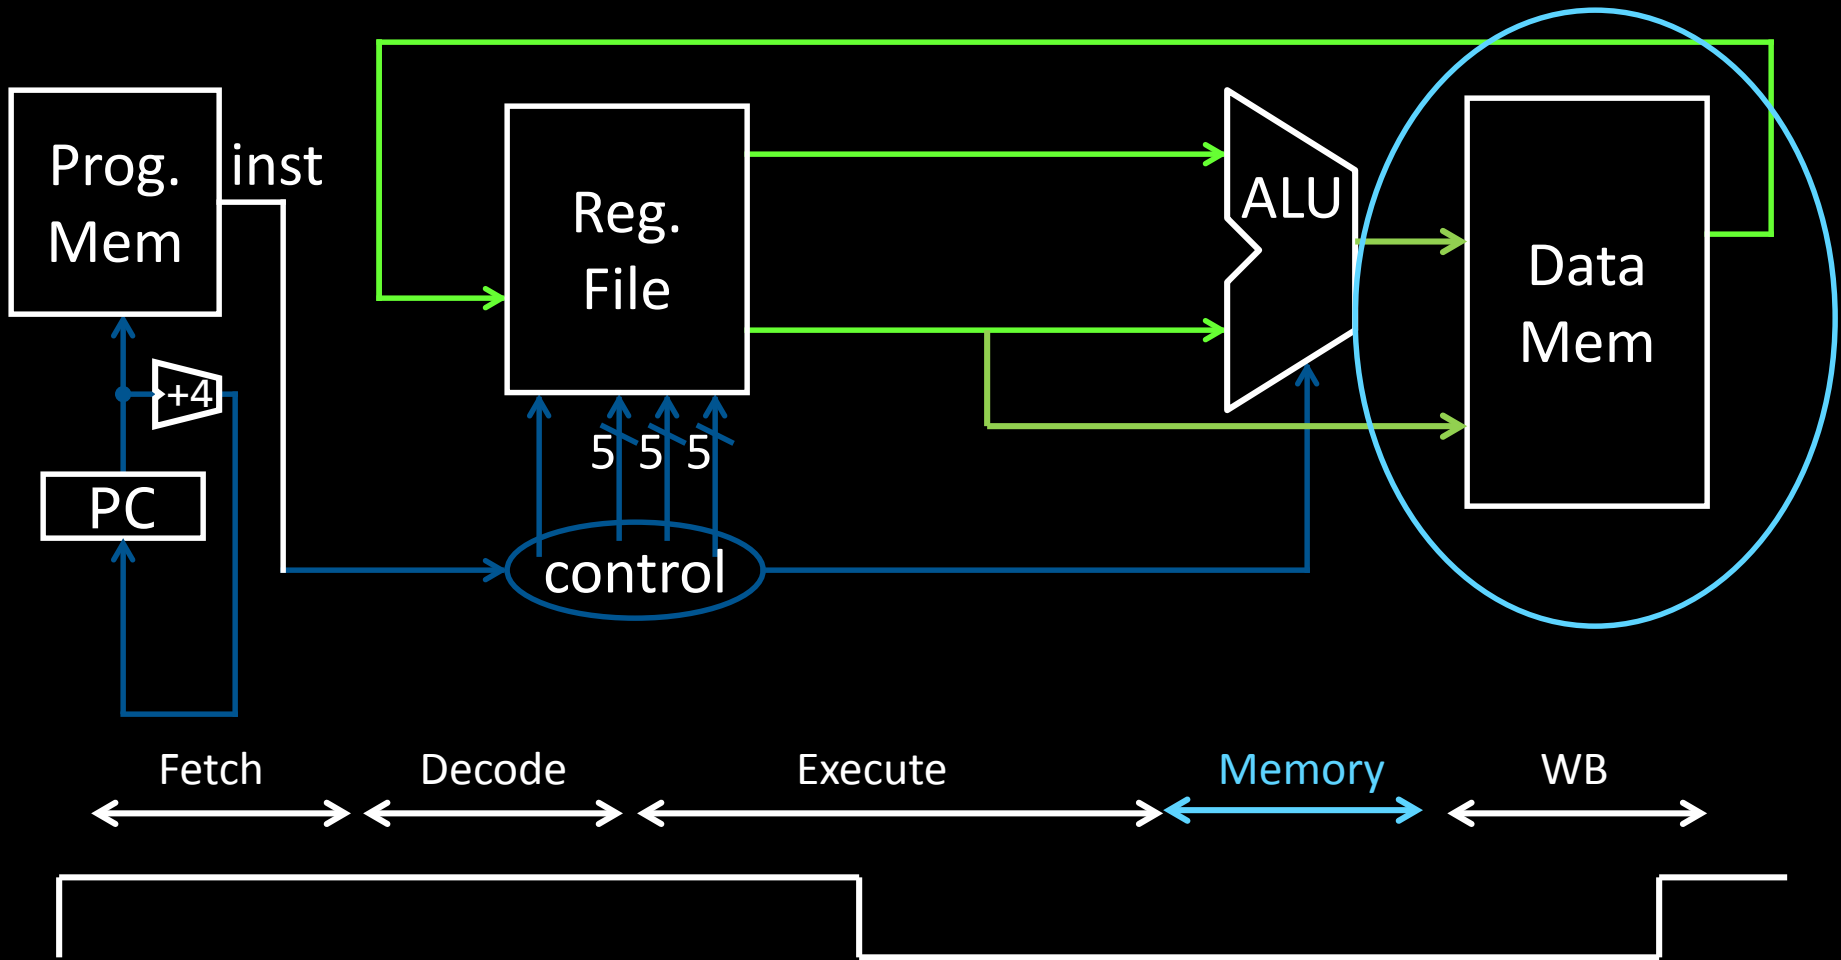 Prog.
Mem
inst
Reg.
File
ALU
Data
Mem
+4
5 5 5
PC
control
Fetch Decode Execute Memory WB